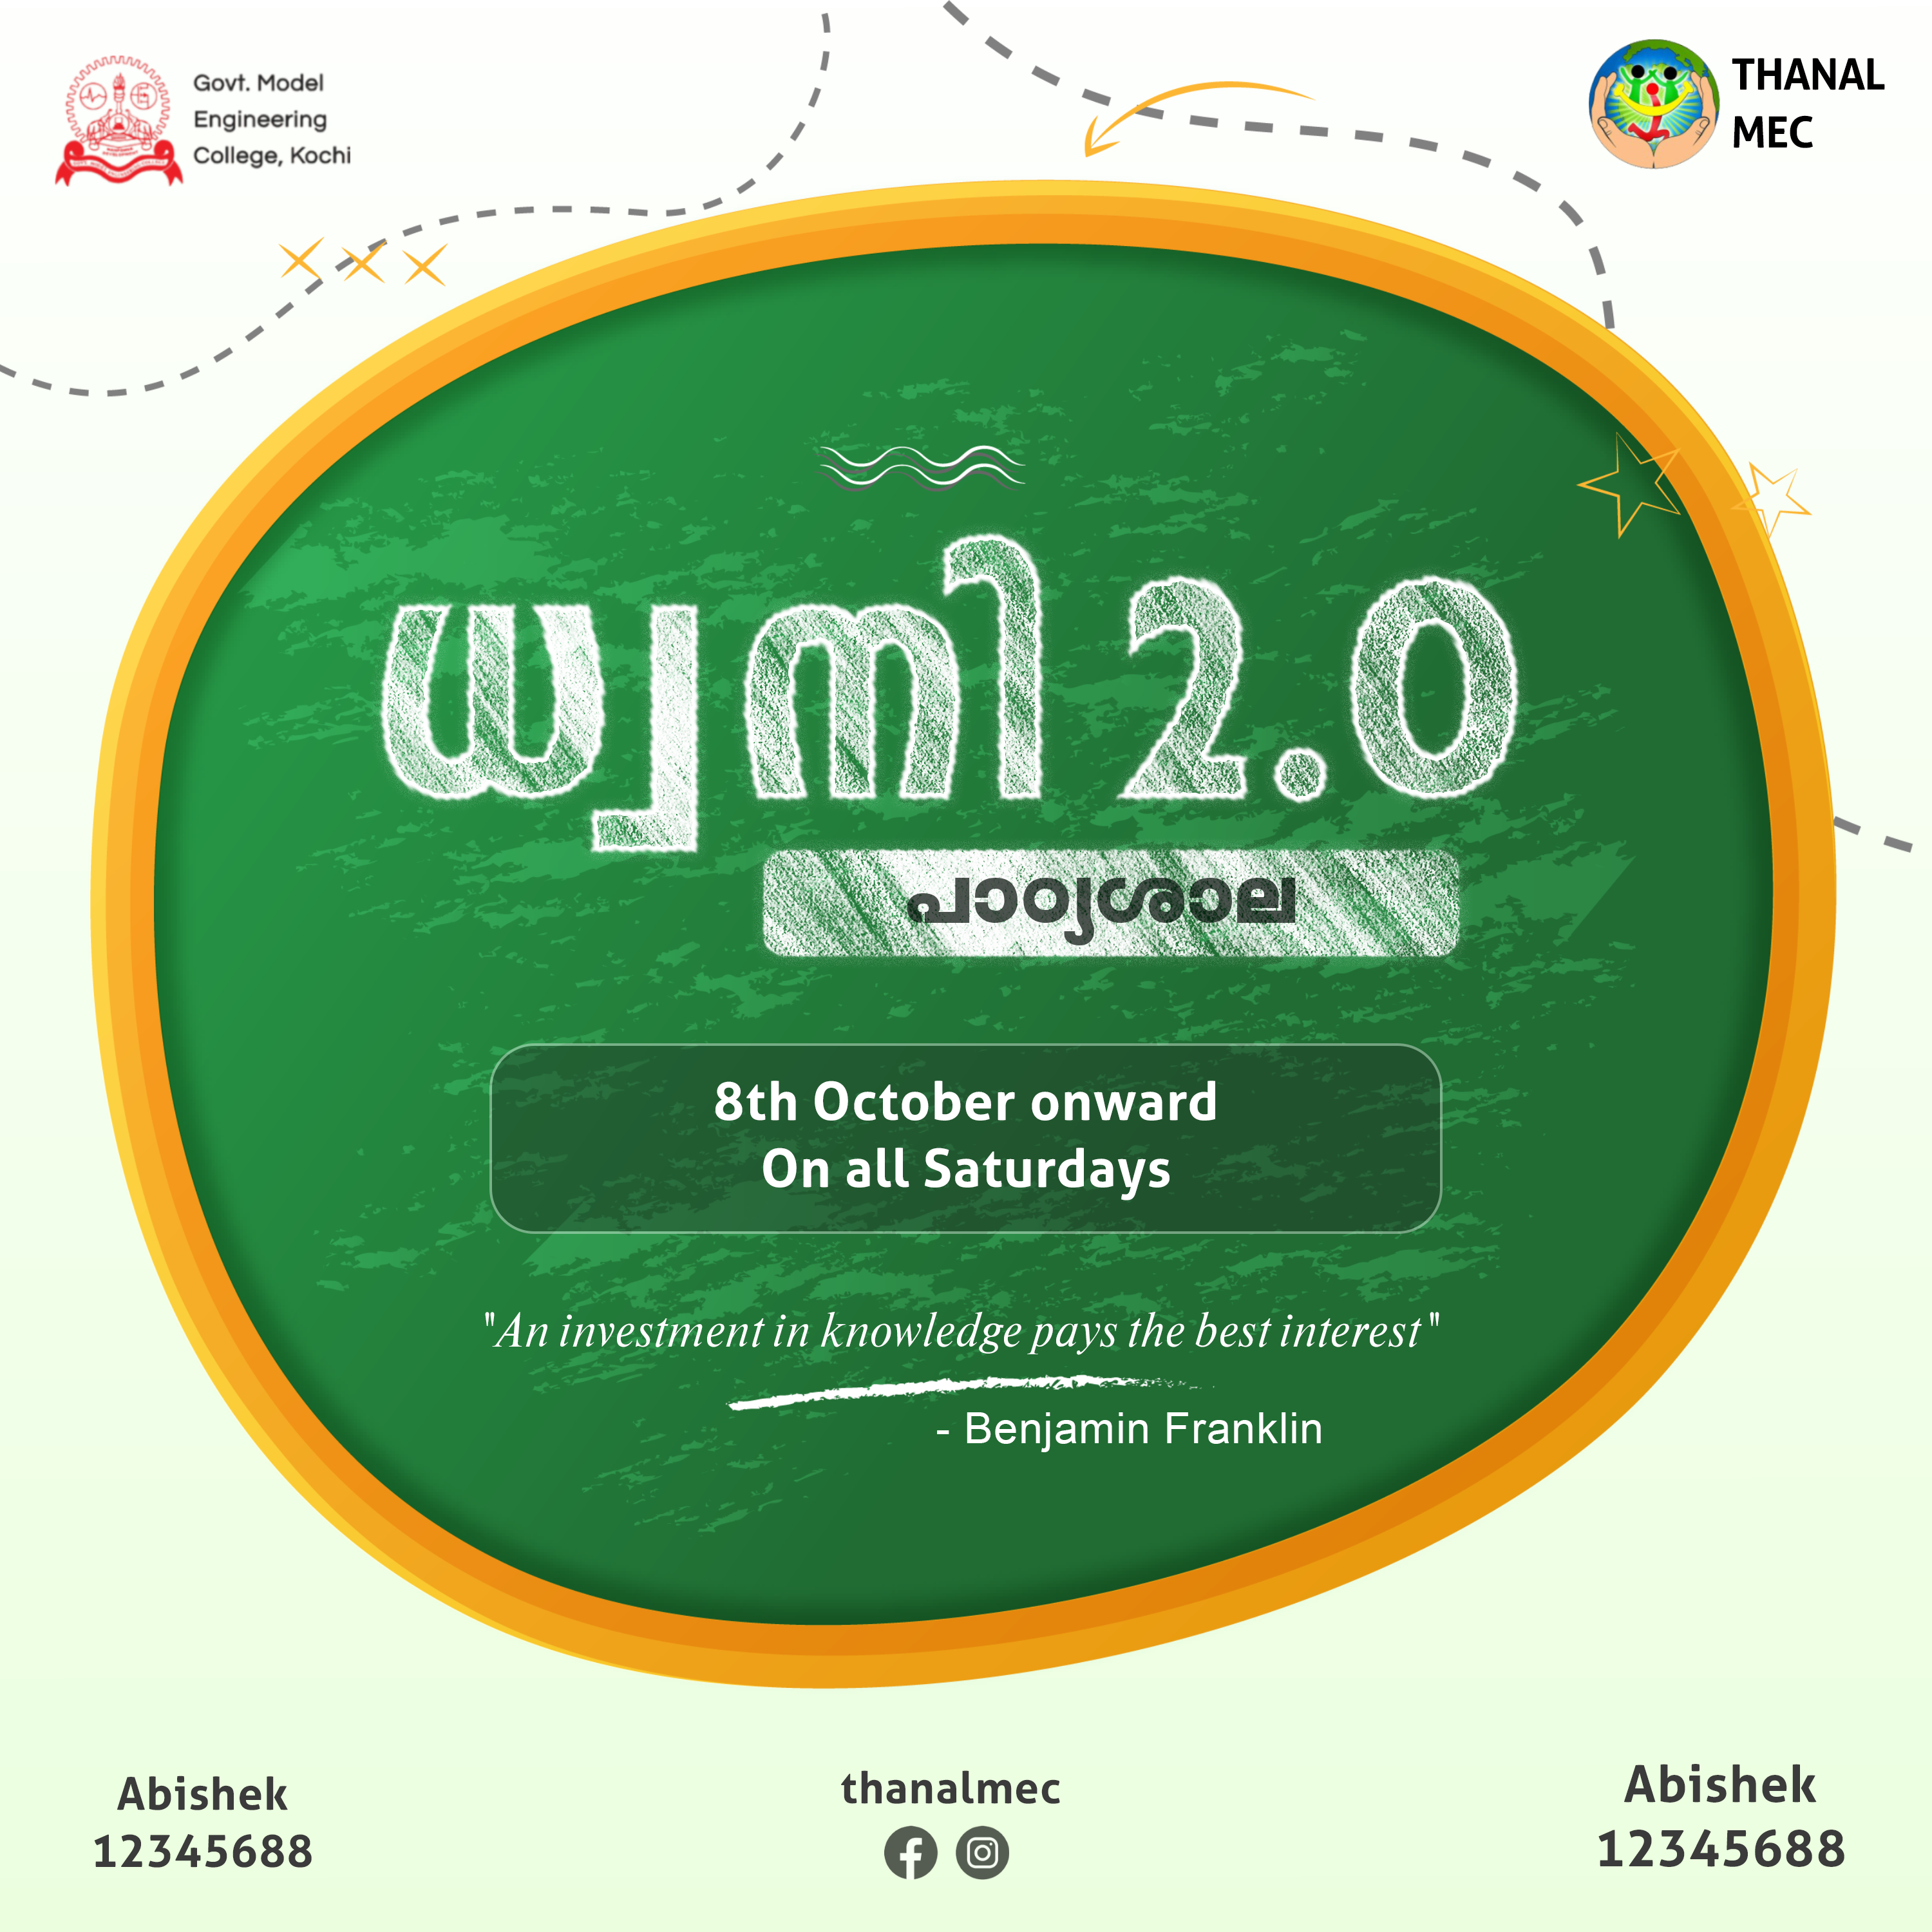 Govt. Model
Engineering
College, Kochi
THANAL
MEC
ധ്വനി 2.0
പാഠ്യശാല
8th October onward
On all Saturdays
"An investment in knowledge pays the best interest"
- Benjamin Franklin
Abishek
12345688
thanalmec
Abishek
12345688